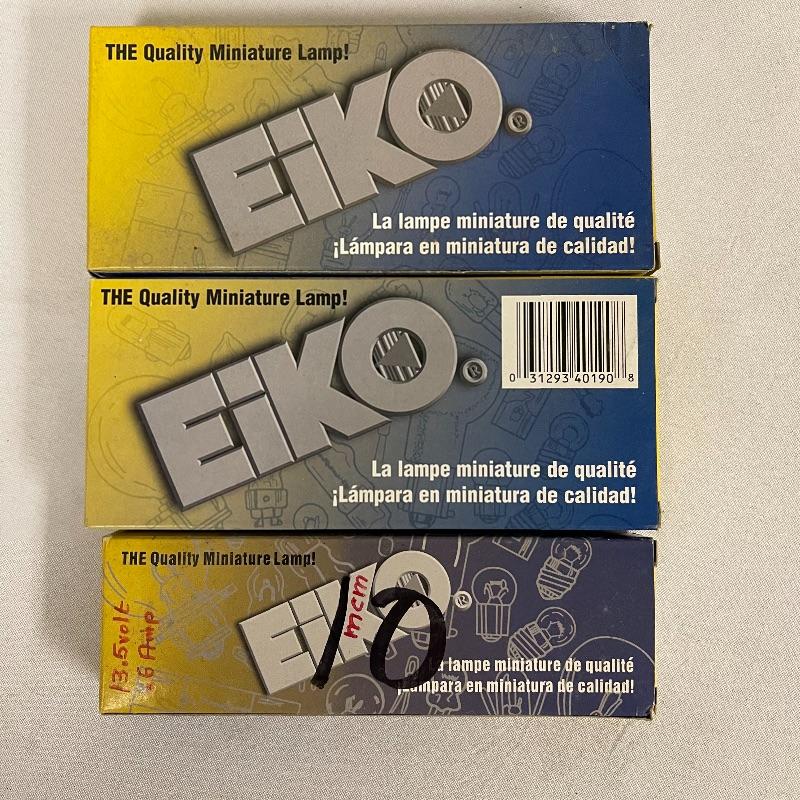 THE Quality Miniature Lamp!
EiKO®
La lampe miniature de qualité
¡Lámpara en miniatura de calidad!
THE Quality Miniature Lamp!
EiKO®
0 31293 40190 8
La lampe miniature de qualité
¡Lámpara en miniatura de calidad!
THE Quality Miniature Lamp!
EiKO®
mcm
10
13.5 volt
.6 Amp
La lampe miniature de qualité
¡Lámpara en miniatura de calidad!